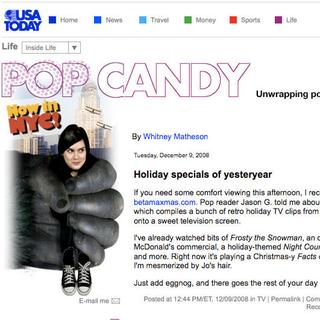 USA TODAY
Home News Travel Money Sports Life
Life Inside Life
POP CANDY
Unwrapping
Now in NYC!
By Whitney Matheson
Tuesday, December 9, 2008
Holiday specials of yesteryear
If you need some comfort viewing this afternoon, I
betamaxmas.com. Pop reader Jason G. told me
which compiles a bunch of retro holiday TV clips from
onto a sweet television screen.
I've already watched bits of Frosty the Snowman, an
McDonald's commercial, a holiday-themed Night
and more. Right now it's playing a Christmas-y Facts
I'm mesmerized by Jo's hair.
Just add eggnog, and there goes the rest of your day
E-mail me
Posted at 12:44 PM/ET, 12/09/2008 in TV | Permalink |